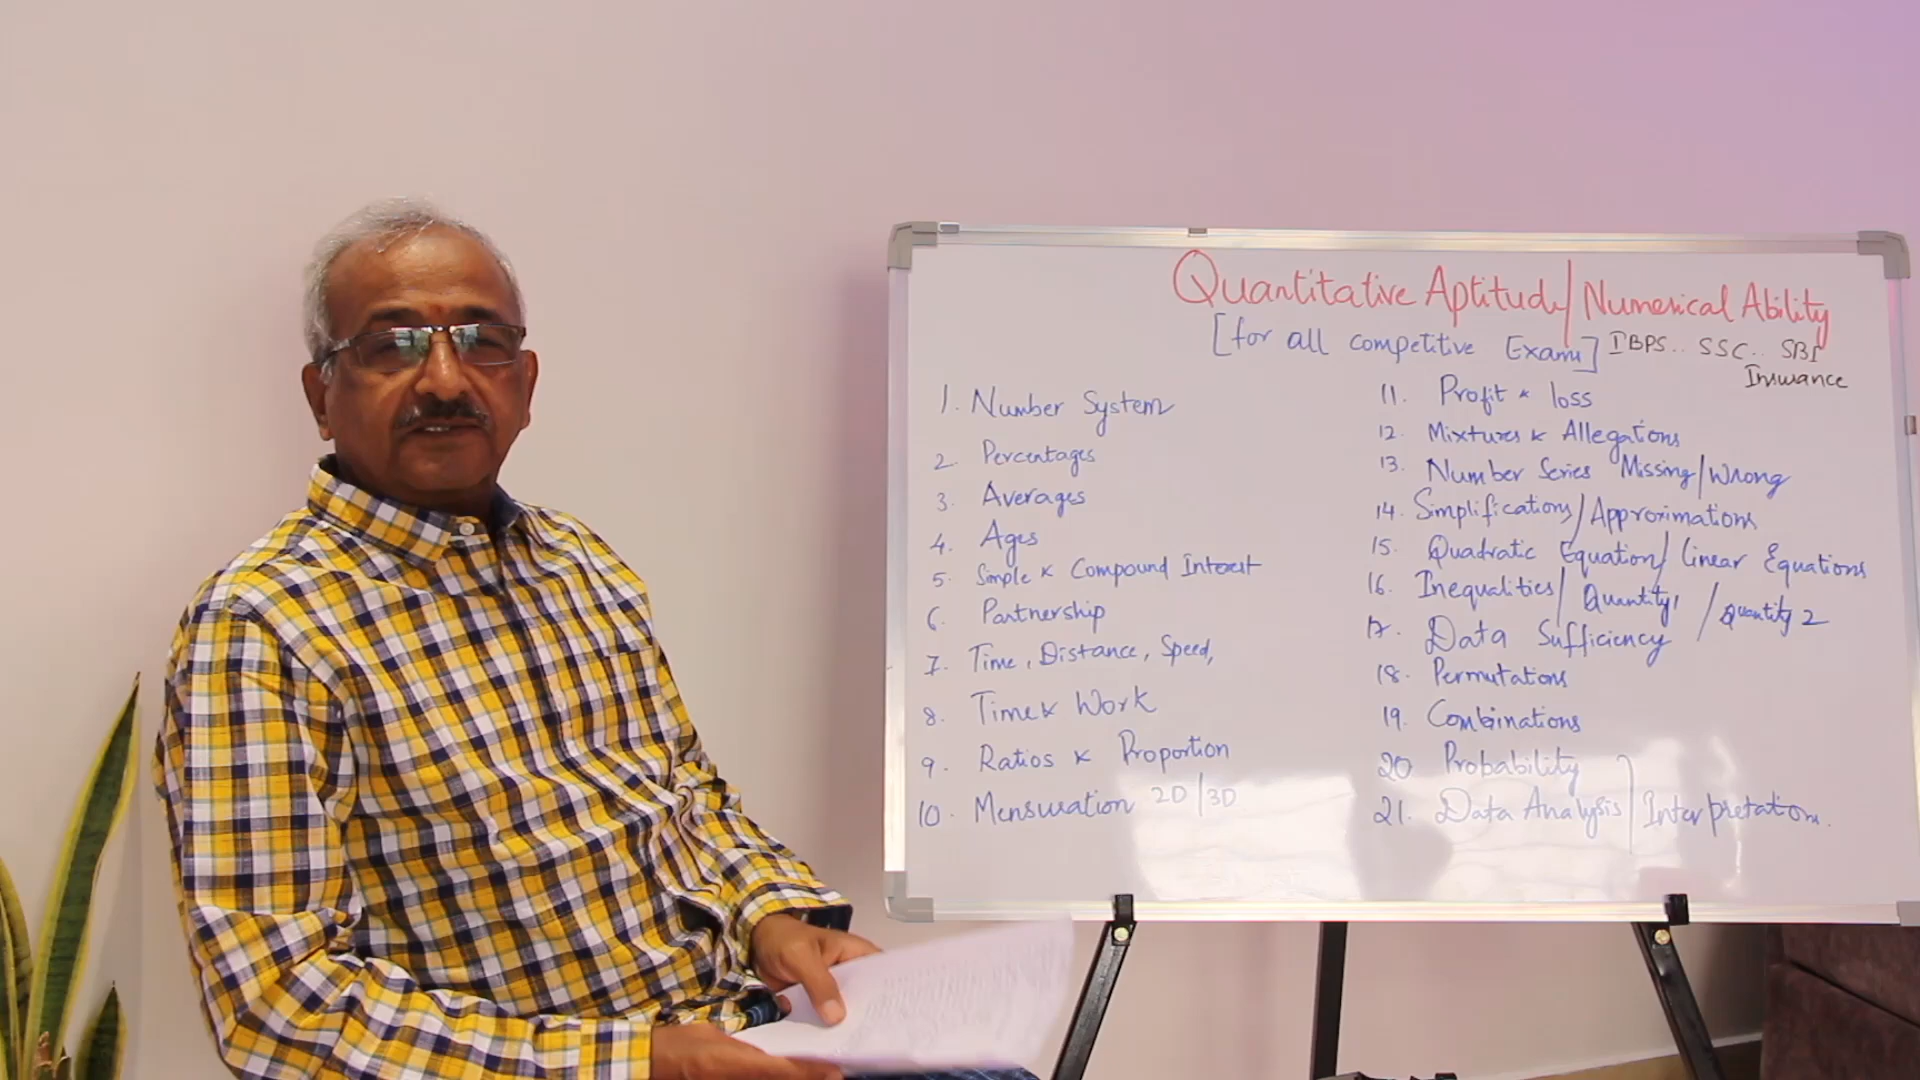 Quantitative Aptitude/Numerical Ability
[for all competitive Exams] IBPS.. SSC.. SBI
Insurance
1. Number System
2. Percentages
3. Averages
4. Ages
5. Simple & Compound Interest
6. Partnership
7. Time, Distance, Speed,
8. Time & Work
9. Ratios & Proportion
10. Mensuration 2D/3D
11. Profit & loss
12. Mixtures & Allegations
13. Number Series Missing/Wrong
14. Simplifications/Approximations
15. Quadratic Equation/Linear Equations
16. Inequalities/Quantity 1/Quantity 2
17. Data Sufficiency
18. Permutations
19. Combinations
20 Probability
21. Data Analysis/Interpretation.